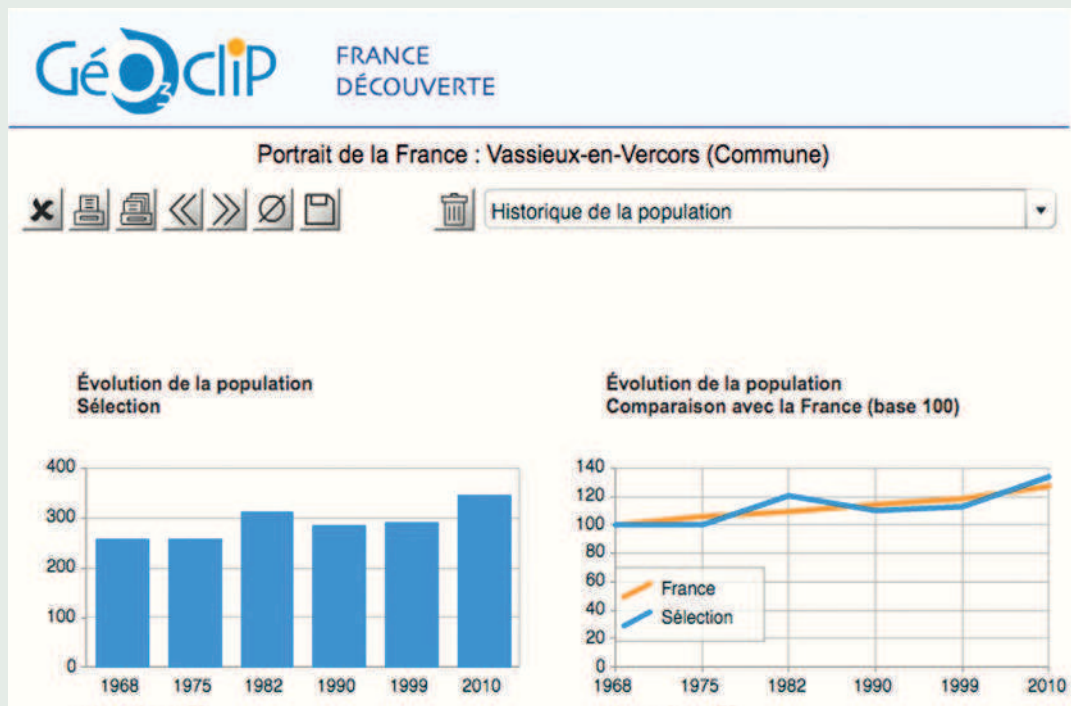 GéOcliP
3
FRANCE
DÉCOUVERTE
Portrait de la France : Vassieux-en-Vercors (Commune)
Historique de la population
Évolution de la population
Sélection
400
300
200
100
0
1968 1975 1982 1990 1999 2010
Évolution de la population
Comparaison avec la France (base 100)
140
120
100
80
60
40
20
0
France
Sélection
1968 1975 1982 1990 1999 2010